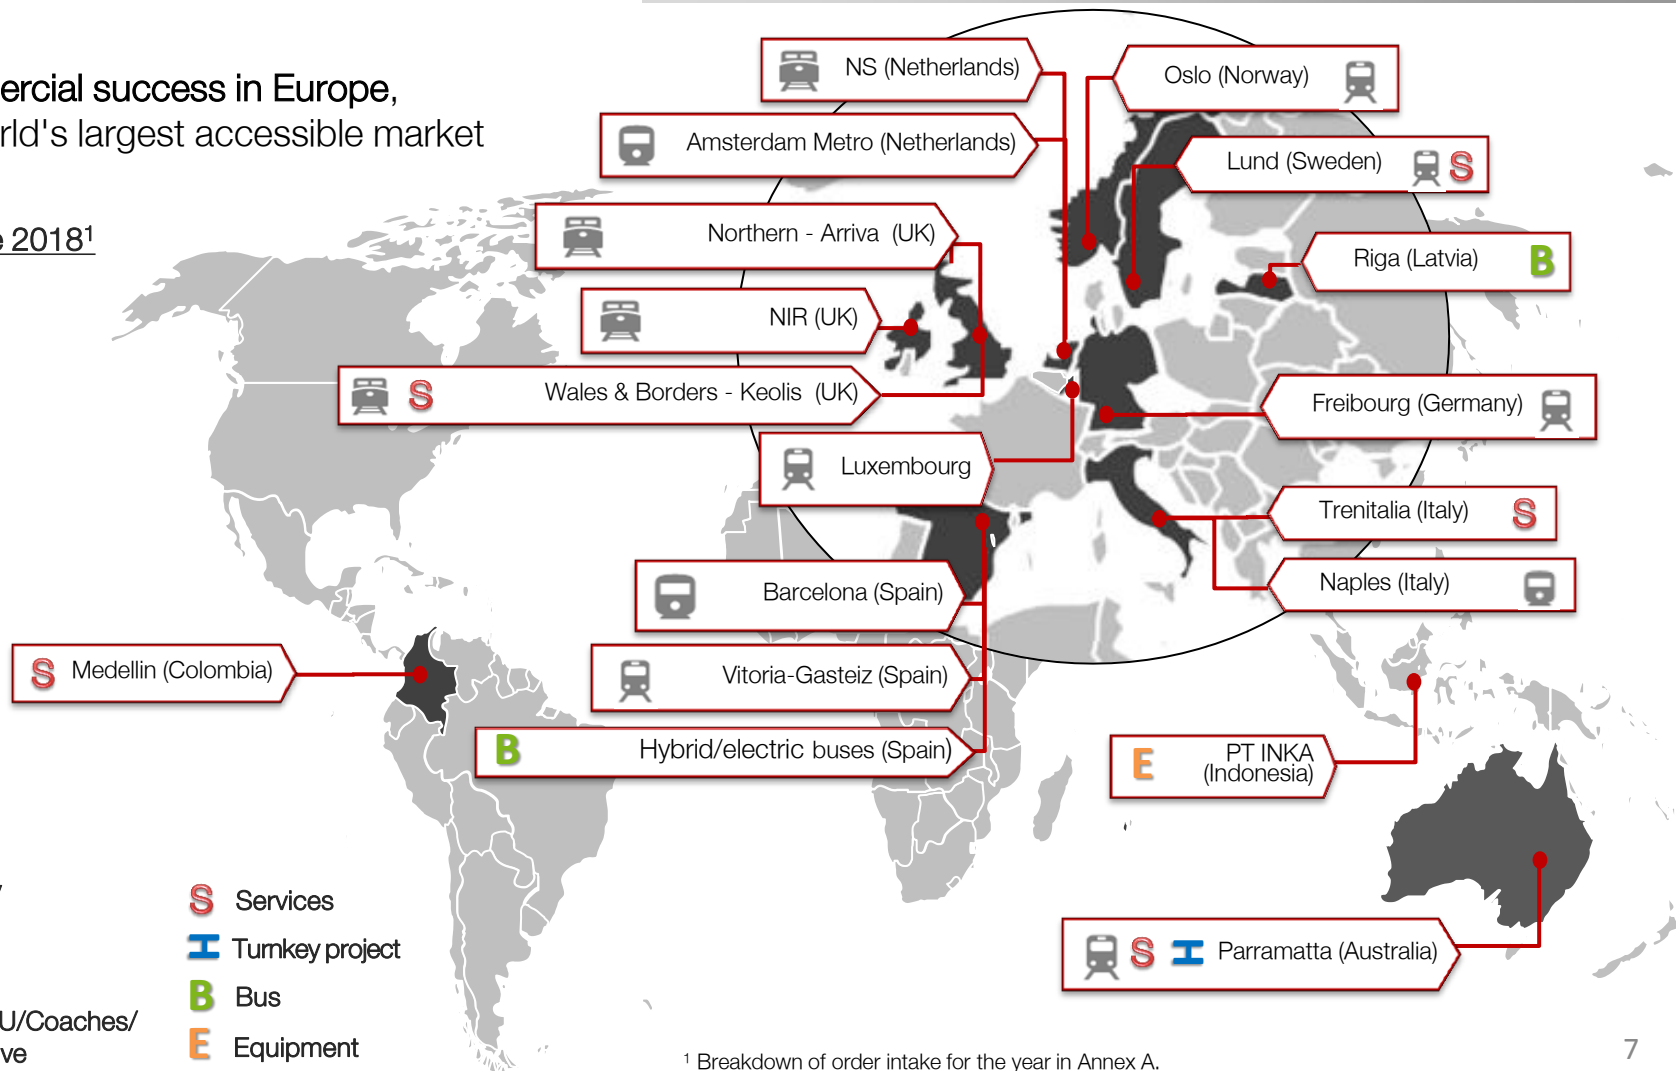 ercial success in Europe,
rld's largest accessible market
e 2018¹
NS (Netherlands)
Oslo (Norway)
Amsterdam Metro (Netherlands)
Lund (Sweden) S
Northern - Arriva (UK)
Riga (Latvia) B
NIR (UK)
S Wales & Borders - Keolis (UK)
Freibourg (Germany)
Luxembourg
Trenitalia (Italy) S
Naples (Italy)
Barcelona (Spain)
S Medellin (Colombia)
Vitoria-Gasteiz (Spain)
B Hybrid/electric buses (Spain)
E PT INKA
(Indonesia)
S Parramatta (Australia)
S Services
Turnkey project
B Bus
U/Coaches/
ve
E Equipment
¹ Breakdown of order intake for the year in Annex A.
7